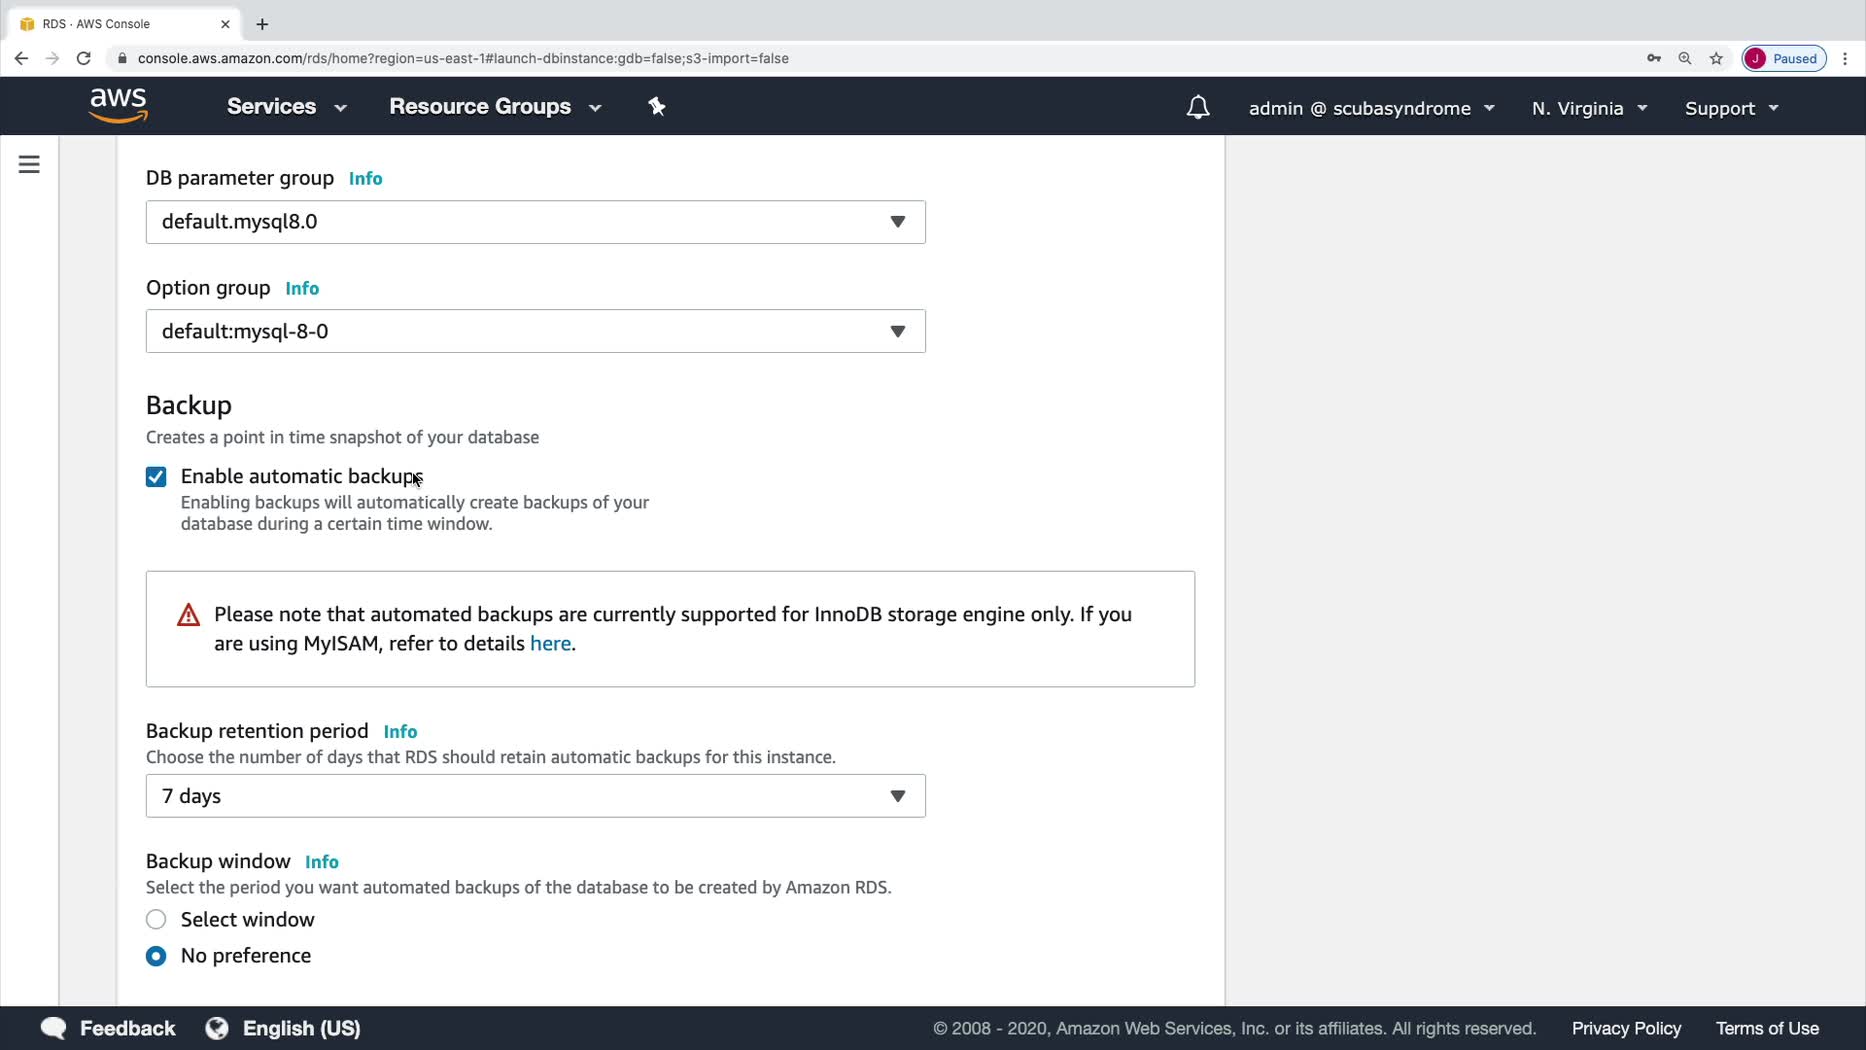 RDS · AWS Console
console.aws.amazon.com/rds/home?region=us-east-1#launch-dbinstance:gdb=false;s3-import=false
J Paused
aws Services Resource Groups admin @ scubasyndrome N. Virginia Support
DB parameter group Info
default.mysql8.0
Option group Info
default:mysql-8-0
Backup
Creates a point in time snapshot of your database
Enable automatic backups
Enabling backups will automatically create backups of your
database during a certain time window.
Please note that automated backups are currently supported for InnoDB storage engine only. If you
are using MyISAM, refer to details here.
Backup retention period Info
Choose the number of days that RDS should retain automatic backups for this instance.
7 days
Backup window Info
Select the period you want automated backups of the database to be created by Amazon RDS.
Select window
No preference
Feedback English (US) © 2008 - 2020, Amazon Web Services, Inc. or its affiliates. All rights reserved. Privacy Policy Terms of Use